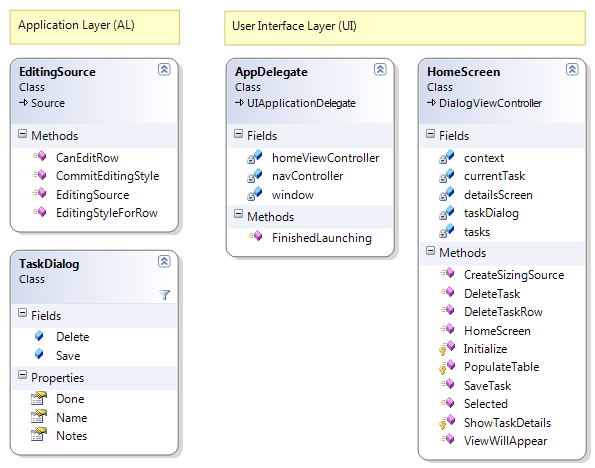 Application Layer (AL)
User Interface Layer (UI)
EditingSource
Class
Source
Methods
CanEditRow
CommitEditingStyle
EditingSource
EditingStyleForRow
TaskDialog
Class
Fields
Delete
Save
Properties
Done
Name
Notes
AppDelegate
Class
UIApplicationDelegate
Fields
homeViewController
navController
window
Methods
FinishedLaunching
HomeScreen
Class
DialogViewController
Fields
context
currentTask
detailsScreen
taskDialog
tasks
Methods
CreateSizingSource
DeleteTask
DeleteTaskRow
HomeScreen
Initialize
PopulateTable
SaveTask
Selected
ShowTaskDetails
ViewWillAppear